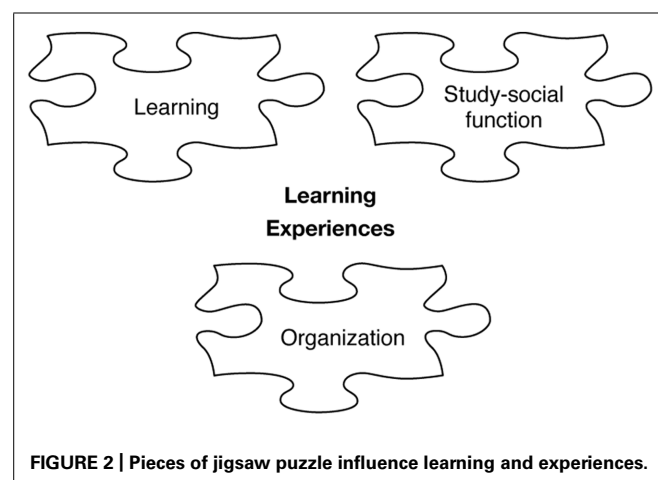 Learning
Study-social
function
Learning
Experiences
Organization
FIGURE 2 | Pieces of jigsaw puzzle influence learning and experiences.